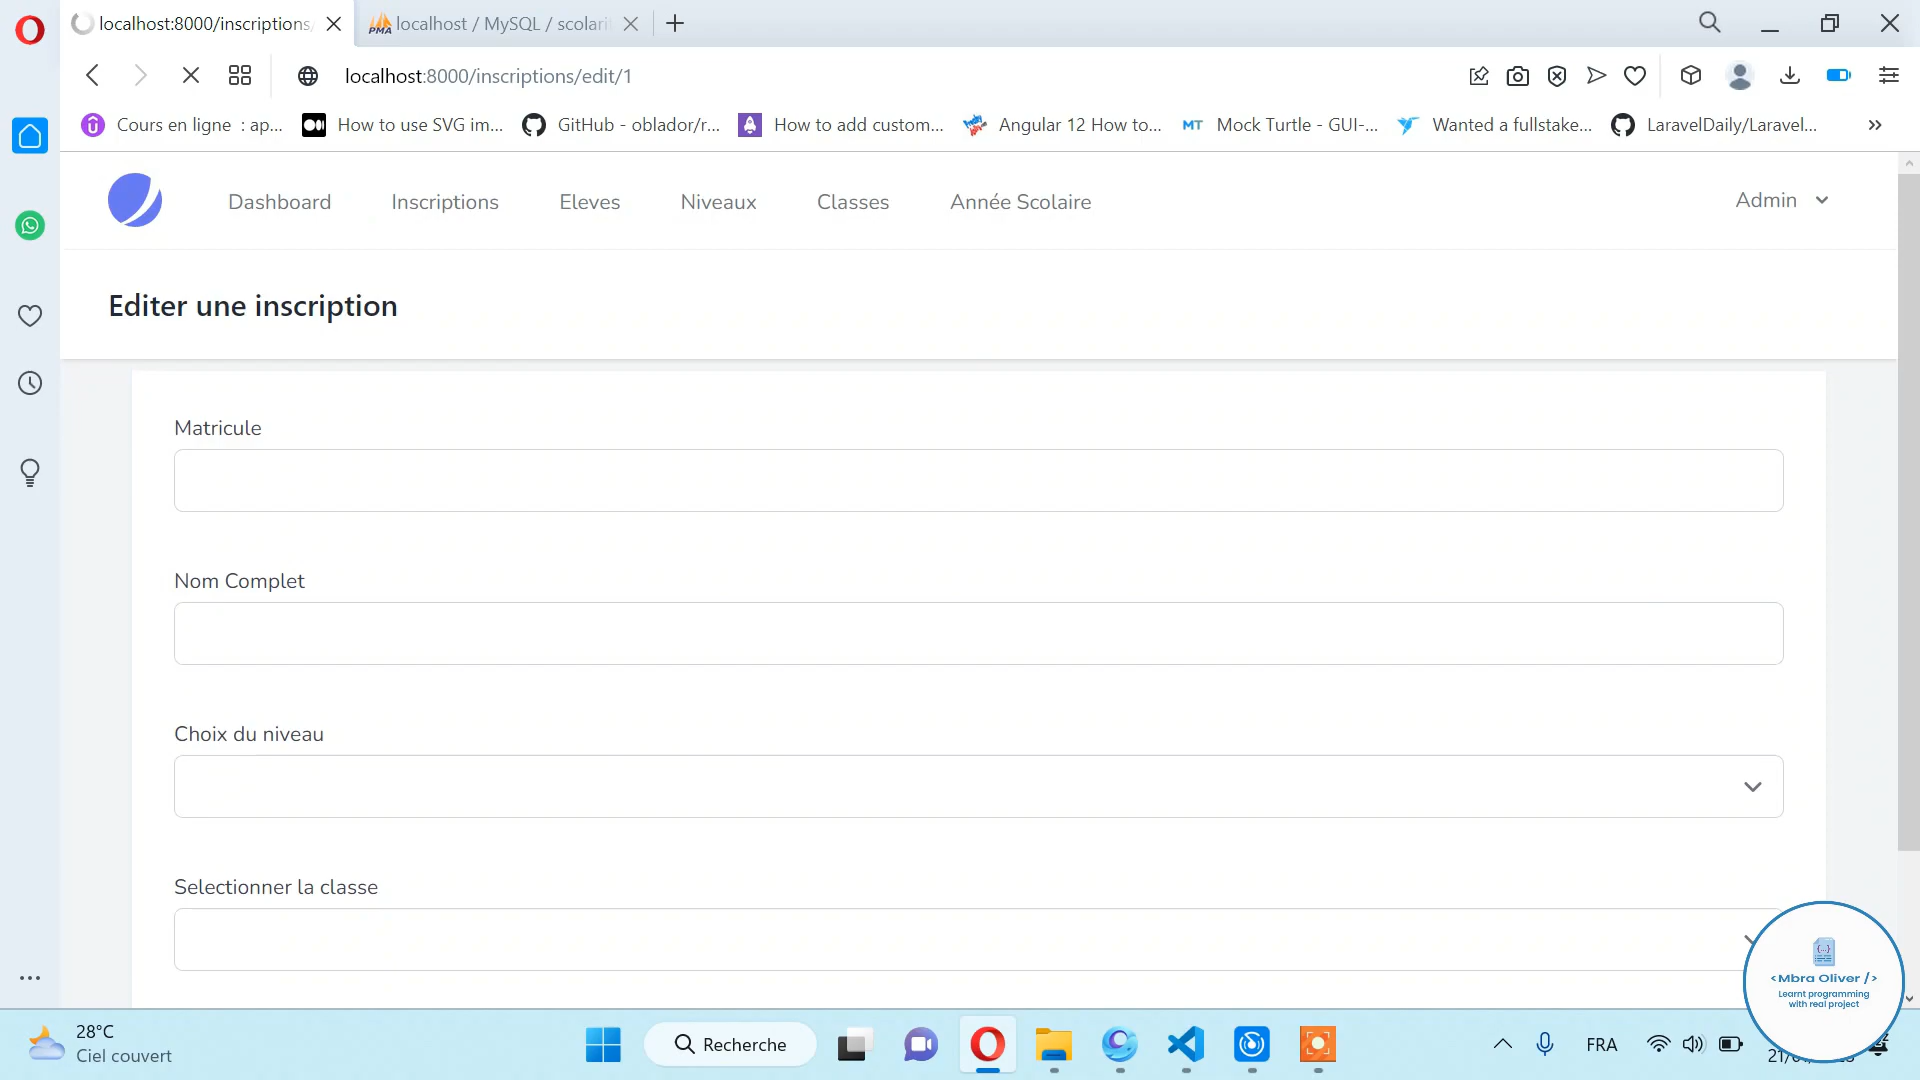 localhost:8000/inscriptions/
localhost / MySQL / scolari
localhost:8000/inscriptions/edit/1
Cours en ligne : ap...
How to use SVG im...
GitHub - oblador/r...
How to add custom...
Angular 12 How to...
MT
Mock Turtle - GUI-...
Wanted a fullstake...
LaravelDaily/Laravel...
Dashboard
Inscriptions
Eleves
Niveaux
Classes
Année Scolaire
Admin
Editer une inscription
Matricule
Nom Complet
Choix du niveau
Selectionner la classe
{...}
<Mbra Oliver />
Learnt programming
with real project
28°C
Ciel couvert
Recherche
FRA